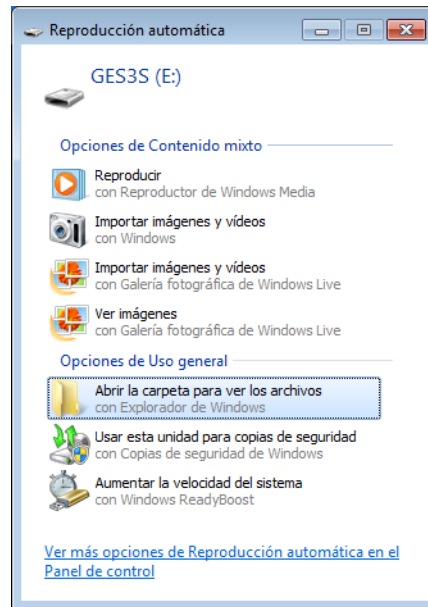 Reproducción automática
GES3S (E:)
Opciones de Contenido mixto
Reproducir
con Reproductor de Windows Media
Importar imágenes y vídeos
con Windows
Importar imágenes y vídeos
con Galería fotográfica de Windows Live
Ver imágenes
con Galería fotográfica de Windows Live
Opciones de Uso general
Abrir la carpeta para ver los archivos
con Explorador de Windows
Usar esta unidad para copias de seguridad
con Copias de seguridad de Windows
Aumentar la velocidad del sistema
con Windows ReadyBoost
Ver más opciones de Reproducción automática en el
Panel de control